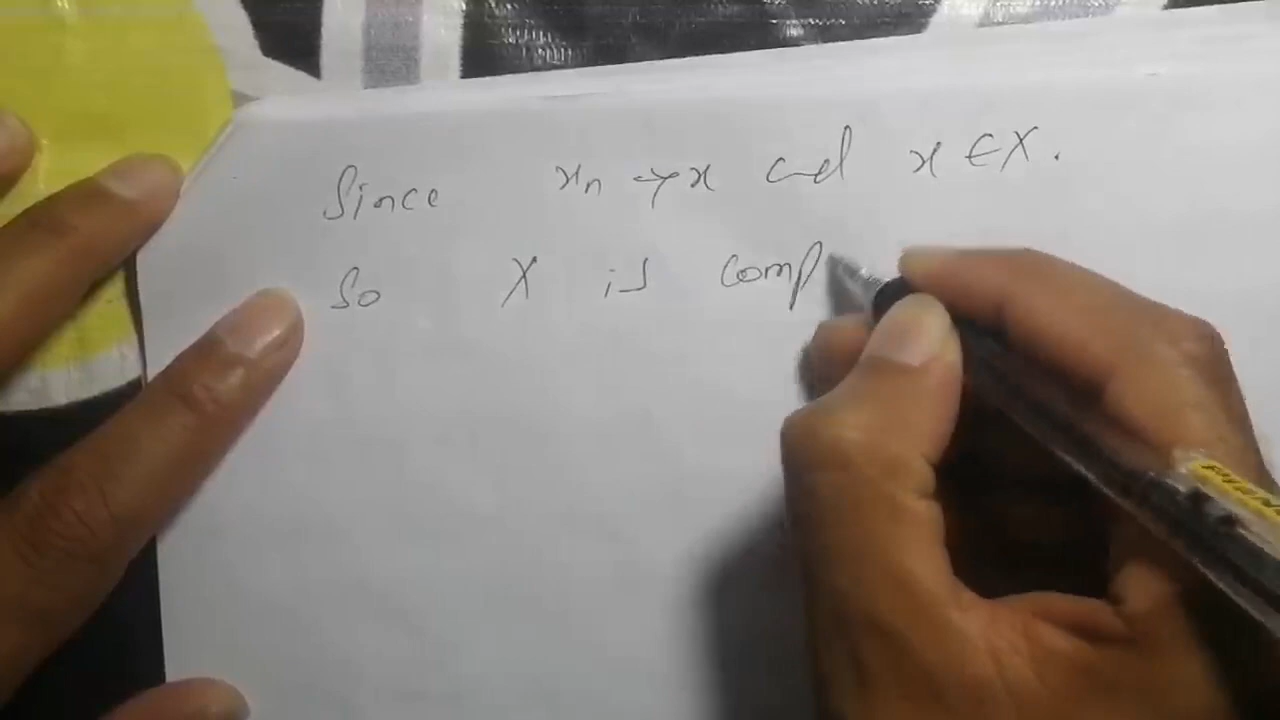 Since xn → x and x ∈ X.
So X is comp